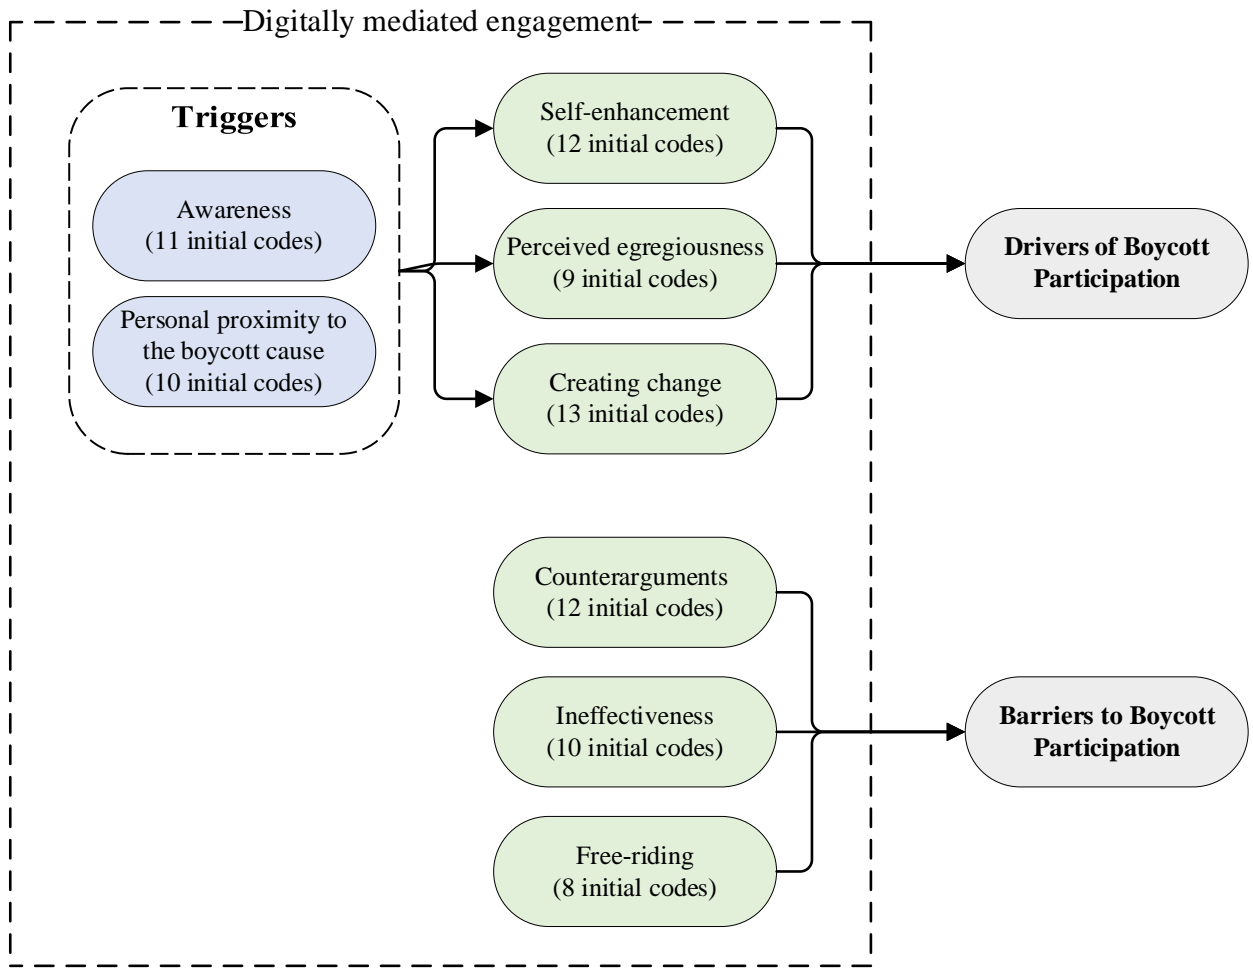 Digitally mediated engagement
Triggers
Awareness
(11 initial codes)
Personal proximity to
the boycott cause
(10 initial codes)
Self-enhancement
(12 initial codes)
Perceived egregiousness
(9 initial codes)
Creating change
(13 initial codes)
Drivers of Boycott
Participation
Counterarguments
(12 initial codes)
Ineffectiveness
(10 initial codes)
Free-riding
(8 initial codes)
Barriers to Boycott
Participation